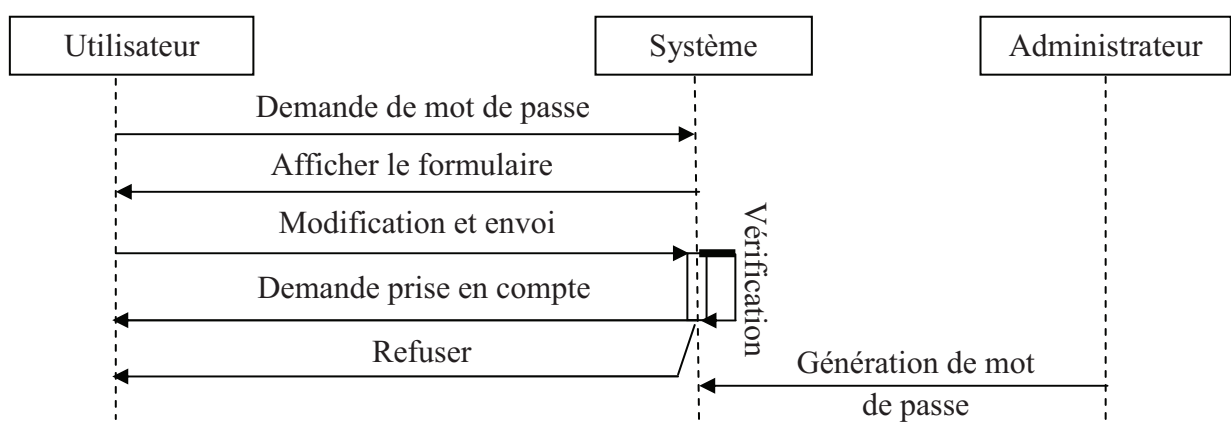 Utilisateur
Système
Administrateur
Demande de mot de passe
Afficher le formulaire
Modification et envoi
Vérification
Demande prise en compte
Refuser
Génération de mot
de passe